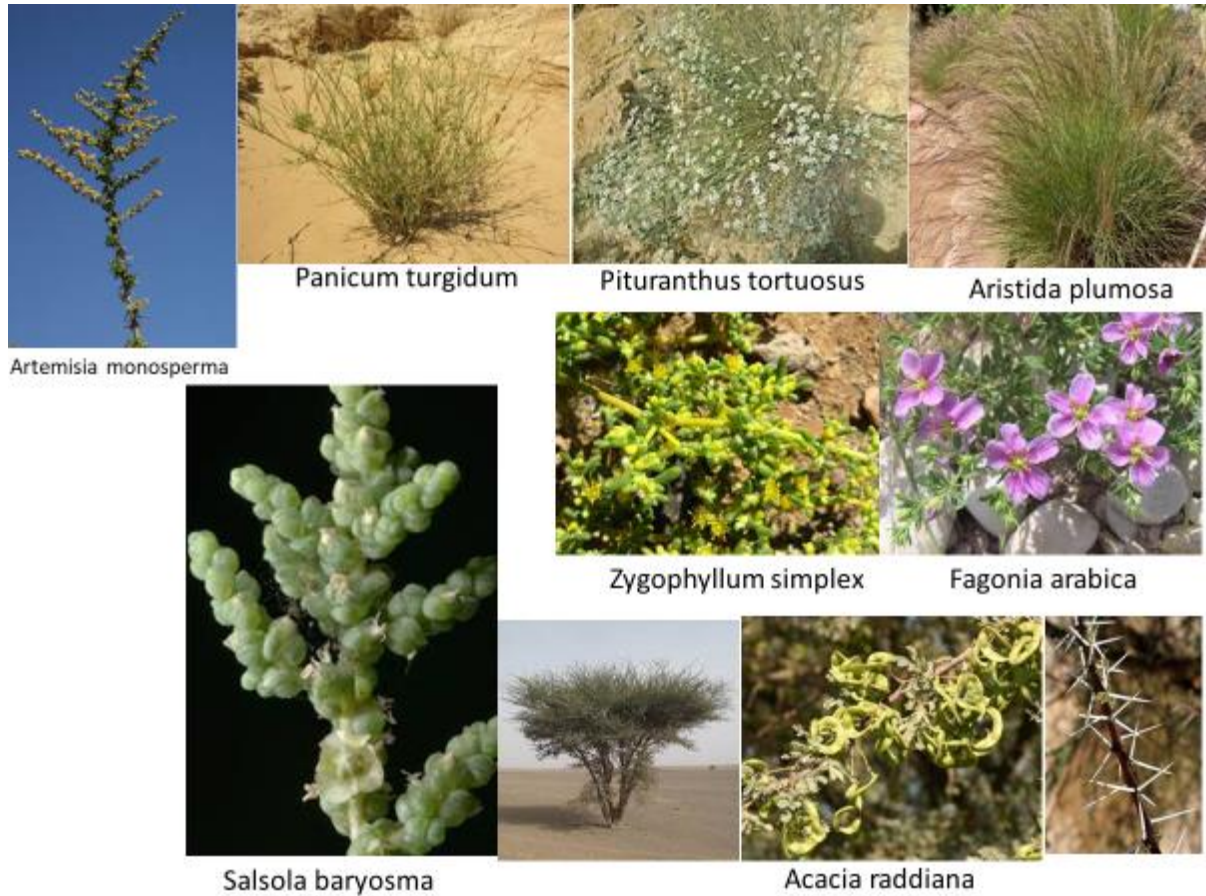 Panicum turgidum
Pituranthus tortuosus
Aristida plumosa
Artemisia monosperma
Zygophyllum simplex
Fagonia arabica
Salsola baryosma
Acacia raddiana